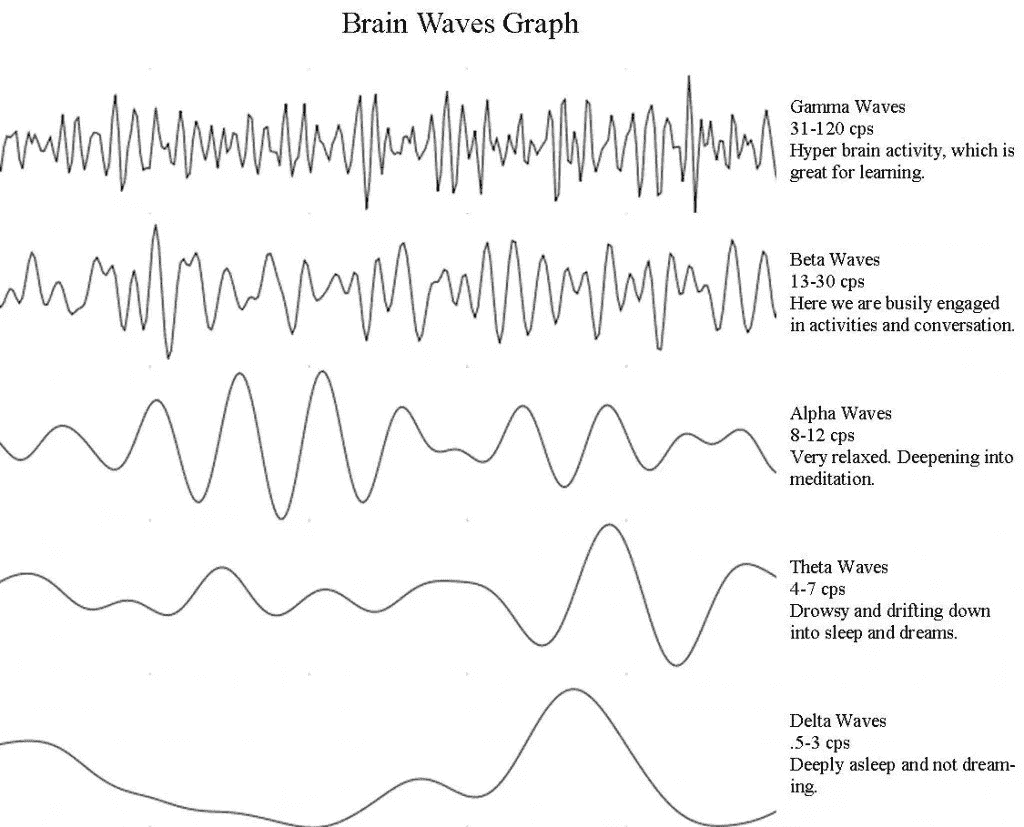 Brain Waves Graph
Gamma Waves
31-120 cps
Hyper brain activity, which is
great for learning.
Beta Waves
13-30 cps
Here we are busily engaged
in activities and conversation.
Alpha Waves
8-12 cps
Very relaxed. Deepening into
meditation.
Theta Waves
4-7 cps
Drowsy and drifting down
into sleep and dreams.
Delta Waves
.5-3 cps
Deeply asleep and not dream-
ing.